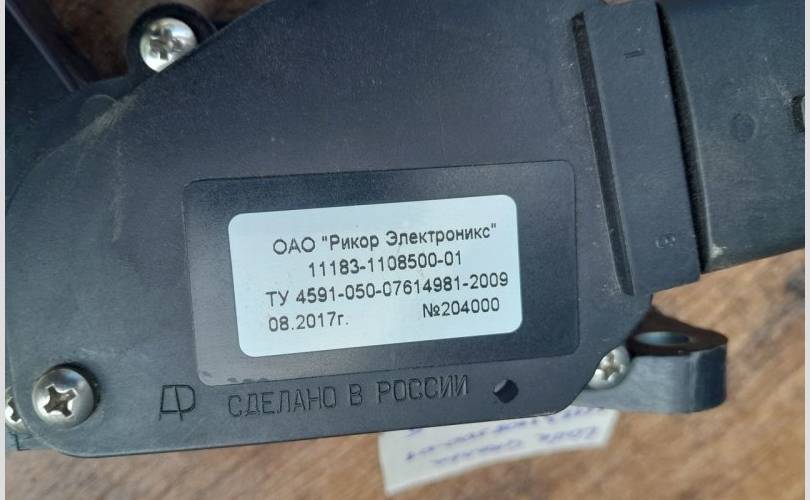 ОАО "Рикор Электроникс"
11183-1108500-01
ТУ 4591-050-07614981-2009
08.2017г. №204000
СДЕЛАНО В РОССИИ